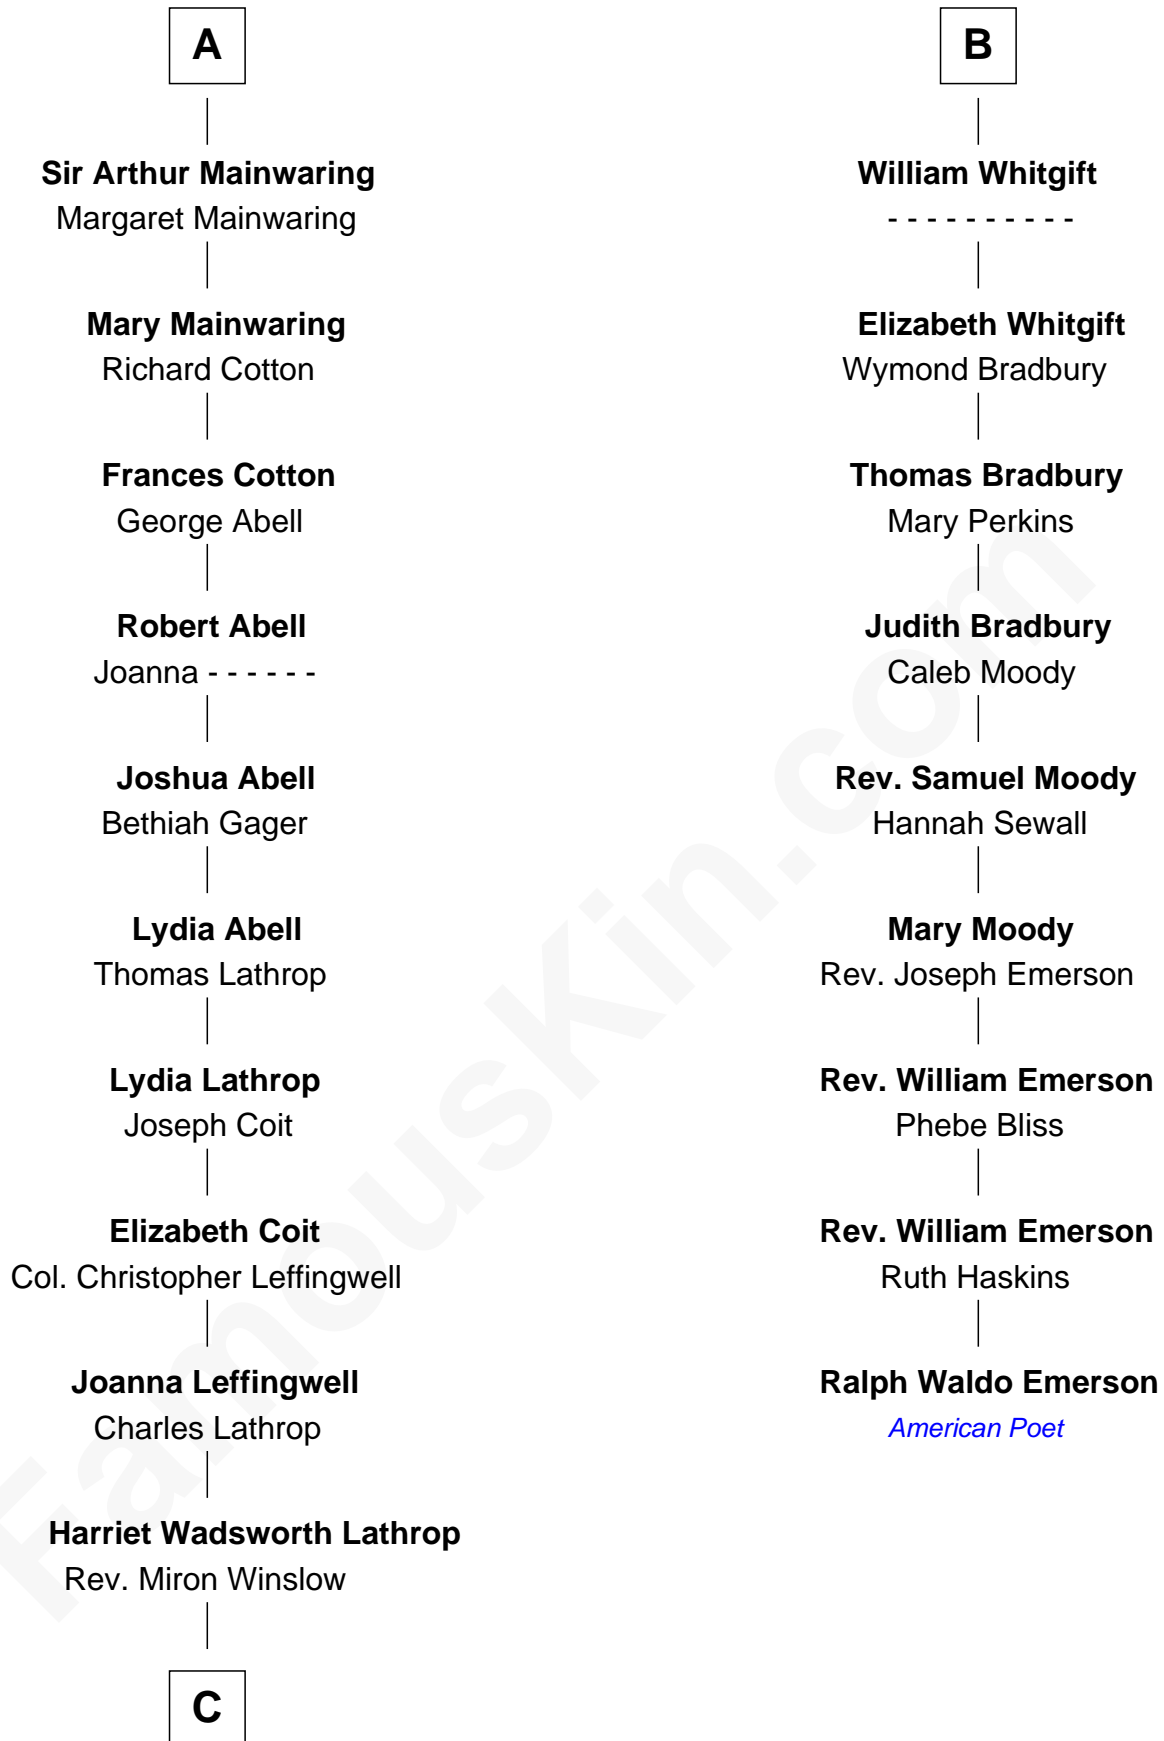 A
Sir Arthur Mainwaring
Margaret Mainwaring
Mary Mainwaring
Richard Cotton
Frances Cotton
George Abell
Robert Abell
Joanna - - - - - -
Joshua Abell
Bethiah Gager
Lydia Abell
Thomas Lathrop
Lydia Lathrop
Joseph Coit
Elizabeth Coit
Col. Christopher Leffingwell
Joanna Leffingwell
Charles Lathrop
Harriet Wadsworth Lathrop
Rev. Miron Winslow
C
B
William Whitgift
- - - - - - - - - -
Elizabeth Whitgift
Wymond Bradbury
Thomas Bradbury
Mary Perkins
Judith Bradbury
Caleb Moody
Rev. Samuel Moody
Hannah Sewall
Mary Moody
Rev. Joseph Emerson
Rev. William Emerson
Phebe Bliss
Rev. William Emerson
Ruth Haskins
Ralph Waldo Emerson
American Poet
FamousKin.com